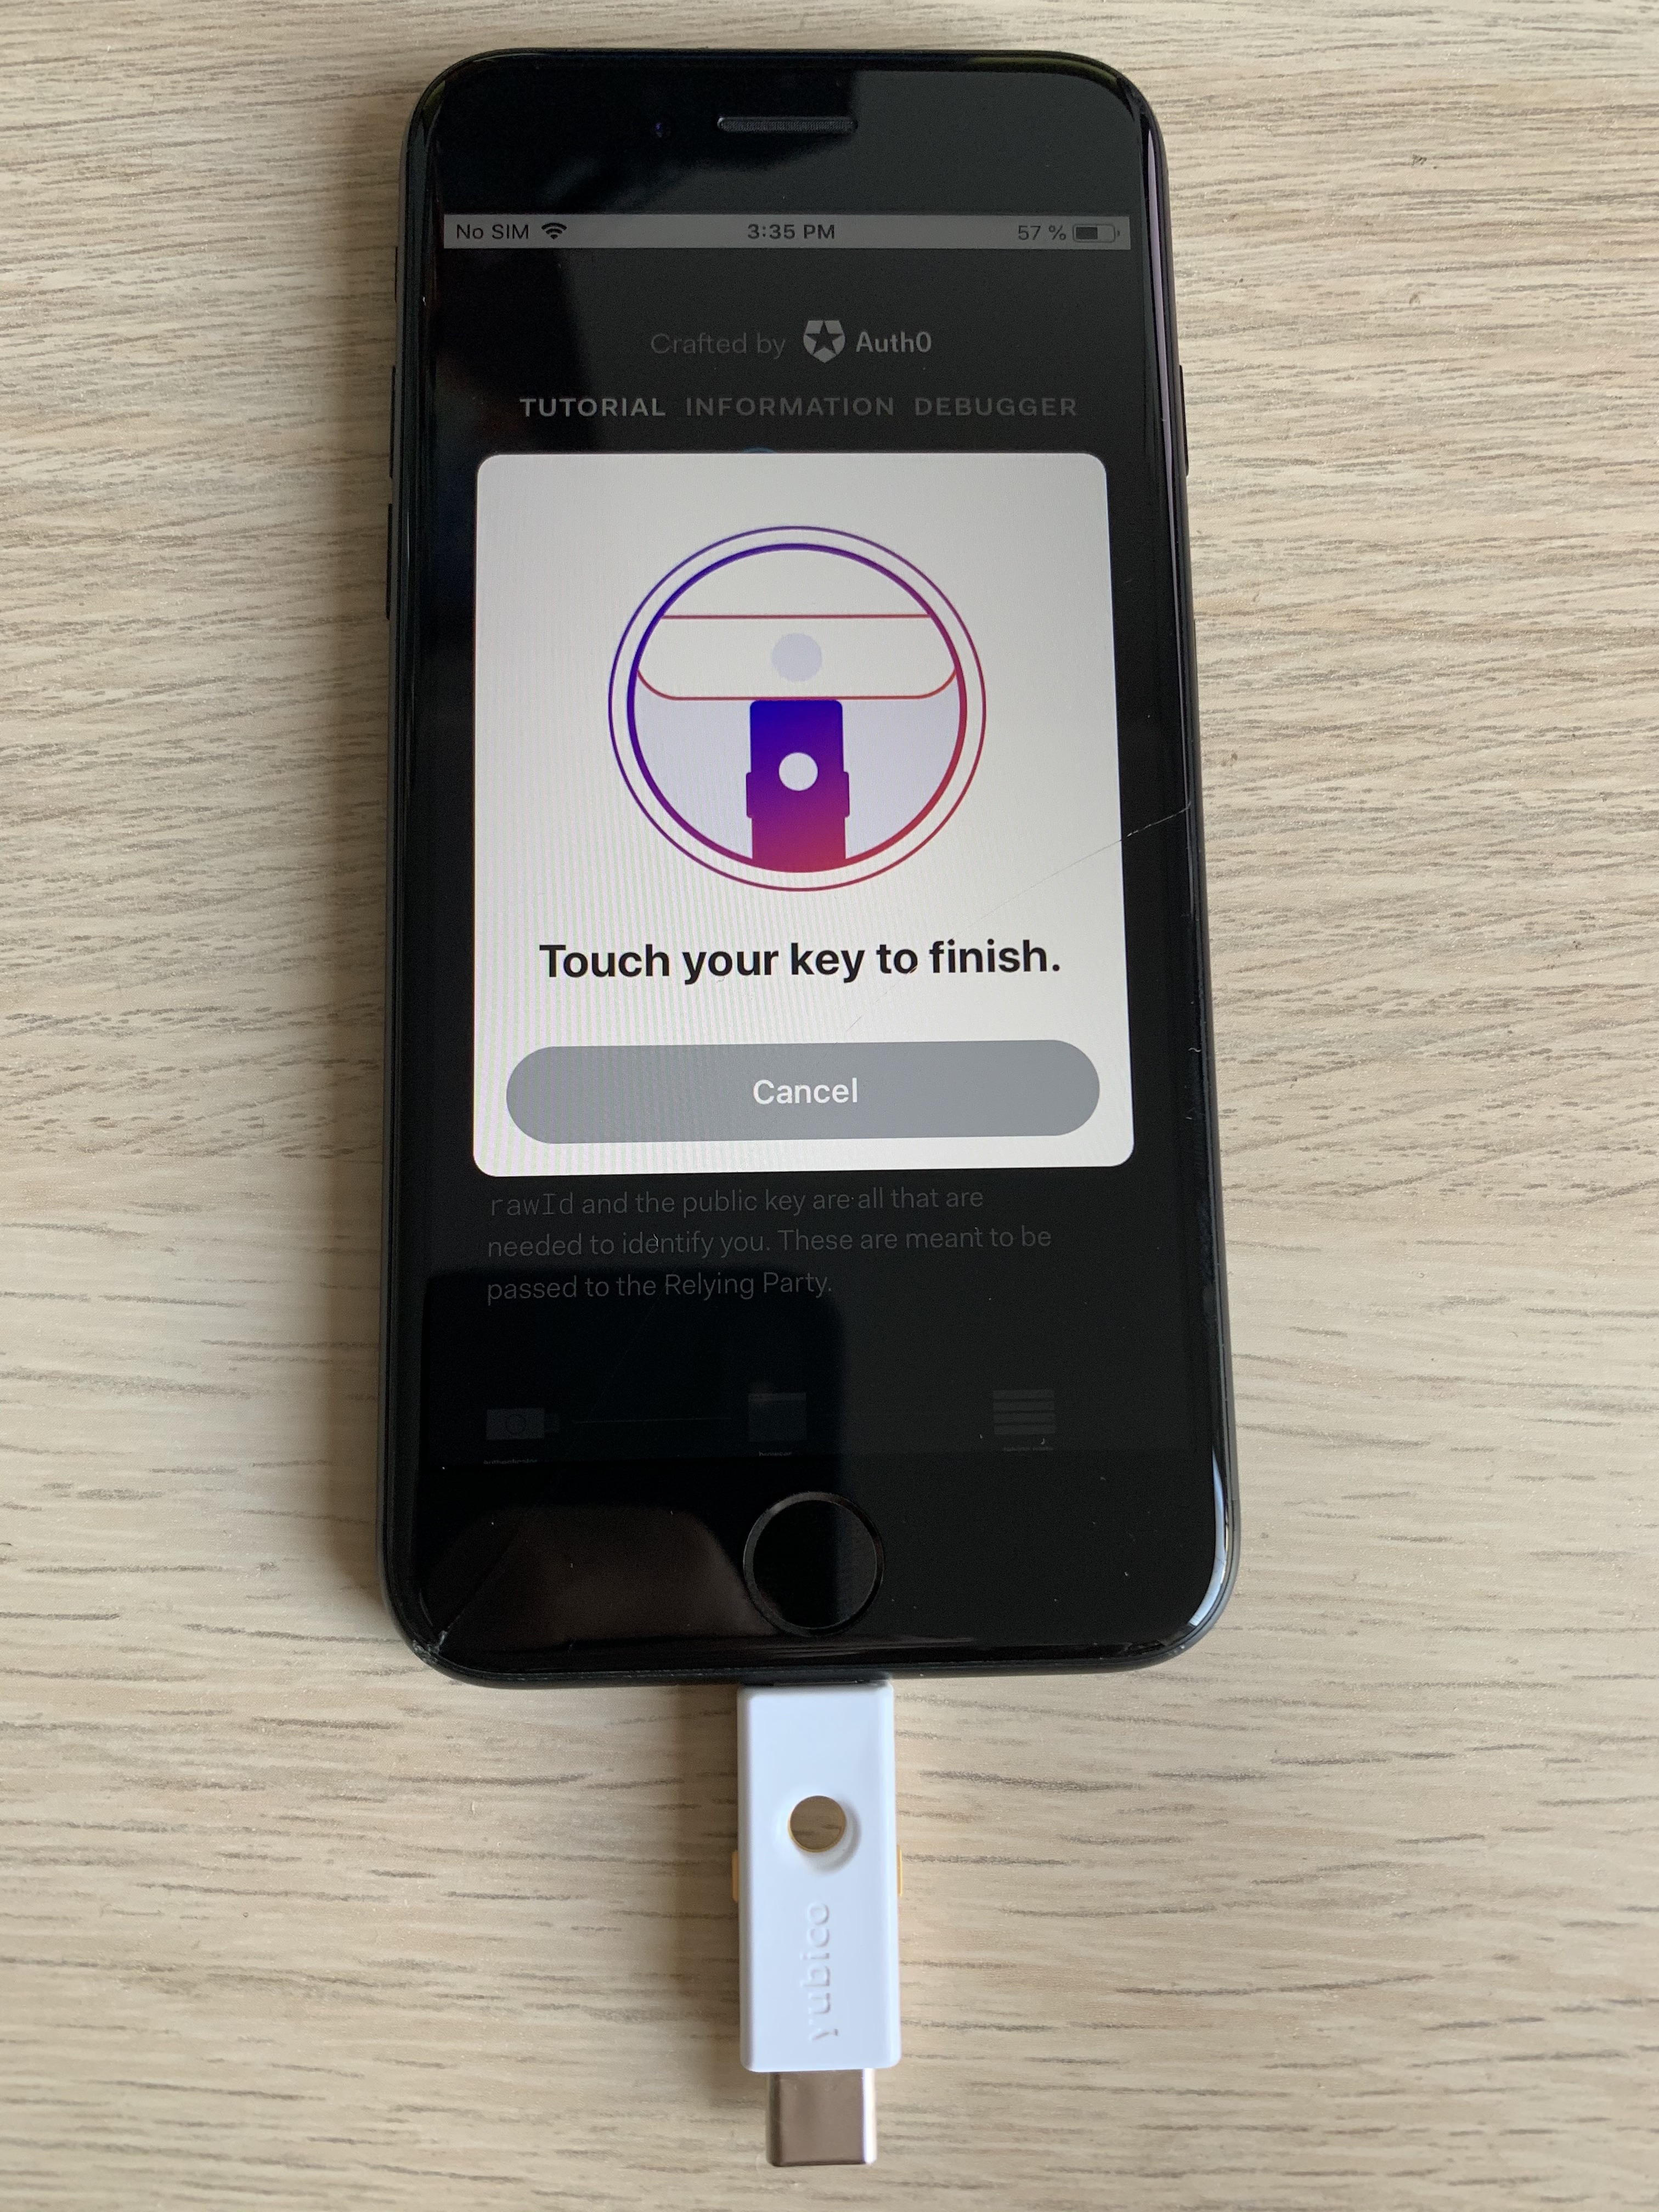 No SIM 3:35 PM 57 %
Crafted by Auth0
TUTORIAL INFORMATION DEBUGGER
Touch your key to finish.
Cancel
rawId and the public key are all that are
needed to identify you. These are meant to be
passed to the Relying Party.
yubico